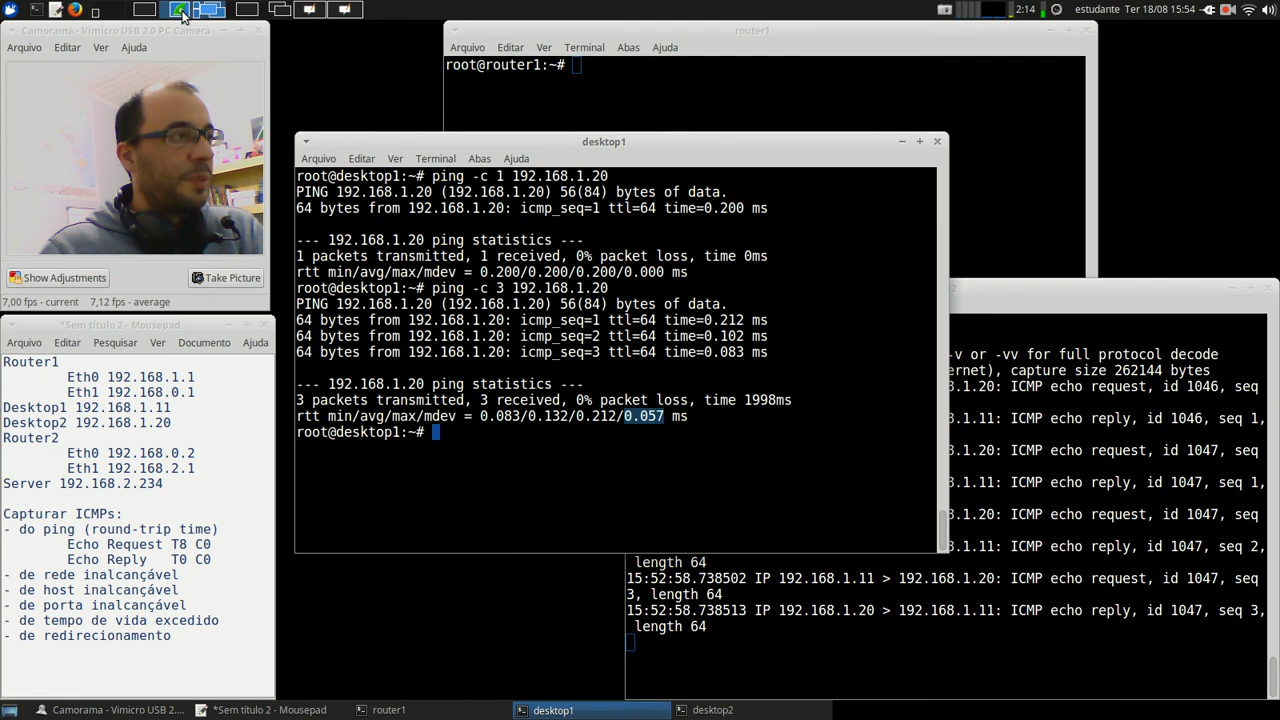 2:14
estudante
Ter 18/08 15:54
Camorama - Vimicro USB 2.0 PC Camera
Arquivo Editar Ver Ajuda
Show Adjustments
Take Picture
7,00 fps - current 7,12 fps - average
*Sem título 2 - Mousepad
Arquivo Editar Pesquisar Ver Documento Ajuda
Router1
Eth0 192.168.1.1
Eth1 192.168.0.1
Desktop1 192.168.1.11
Desktop2 192.168.1.20
Router2
Eth0 192.168.0.2
Eth1 192.168.2.1
Server 192.168.2.234
Capturar ICMPs:
- do ping (round-trip time)
Echo Request T8 C0
Echo Reply T0 C0
- de rede inalcançável
- de host inalcançável
- de porta inalcançável
- de tempo de vida excedido
- de redirecionamento
router1
Arquivo Editar Ver Terminal Abas Ajuda
root@router1:~#
desktop1
Arquivo Editar Ver Terminal Abas Ajuda
root@desktop1:~# ping -c 1 192.168.1.20
PING 192.168.1.20 (192.168.1.20) 56(84) bytes of data.
64 bytes from 192.168.1.20: icmp_seq=1 ttl=64 time=0.200 ms
--- 192.168.1.20 ping statistics ---
1 packets transmitted, 1 received, 0% packet loss, time 0ms
rtt min/avg/max/mdev = 0.200/0.200/0.200/0.000 ms
root@desktop1:~# ping -c 3 192.168.1.20
PING 192.168.1.20 (192.168.1.20) 56(84) bytes of data.
64 bytes from 192.168.1.20: icmp_seq=1 ttl=64 time=0.212 ms
64 bytes from 192.168.1.20: icmp_seq=2 ttl=64 time=0.102 ms
64 bytes from 192.168.1.20: icmp_seq=3 ttl=64 time=0.083 ms
--- 192.168.1.20 ping statistics ---
3 packets transmitted, 3 received, 0% packet loss, time 1998ms
rtt min/avg/max/mdev = 0.083/0.132/0.212/0.057 ms
root@desktop1:~#
2
-v or -vv for full protocol decode
ernet), capture size 262144 bytes
.1.20: ICMP echo request, id 1046, seq
.1.11: ICMP echo reply, id 1046, seq 1,
.1.20: ICMP echo request, id 1047, seq
.1.11: ICMP echo reply, id 1047, seq 1,
.1.20: ICMP echo request, id 1047, seq
.1.11: ICMP echo reply, id 1047, seq 2,
length 64
15:52:58.738502 IP 192.168.1.11 > 192.168.1.20: ICMP echo request, id 1047, seq
3, length 64
15:52:58.738513 IP 192.168.1.20 > 192.168.1.11: ICMP echo reply, id 1047, seq 3,
length 64
Camorama - Vimicro USB 2....
*Sem título 2 - Mousepad
router1
desktop1
desktop2